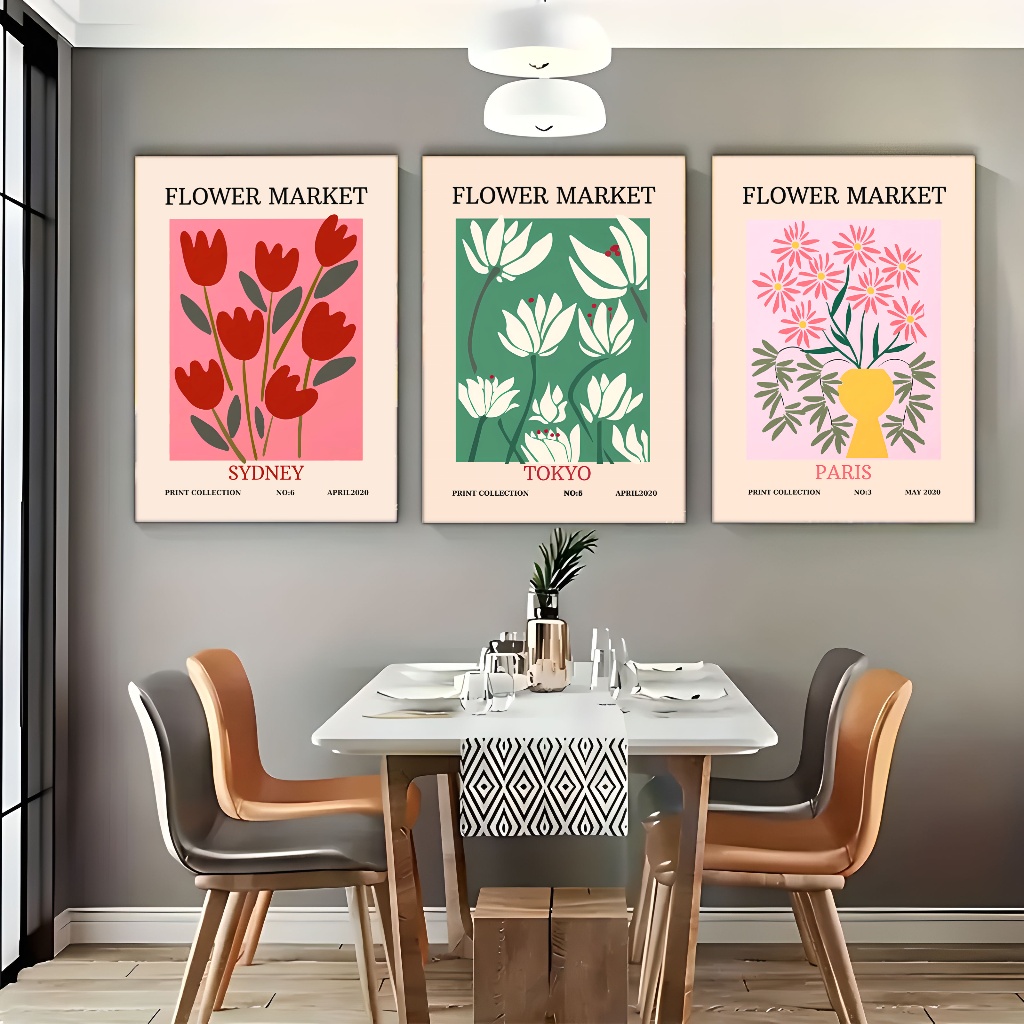 FLOWER MARKET
SYDNEY
PRINT COLLECTION NO:6 APRIL2020
FLOWER MARKET
TOKYO
PRINT COLLECTION NO:8 APRIL2020
FLOWER MARKET
PARIS
PRINT COLLECTION NO:3 MAY 2020